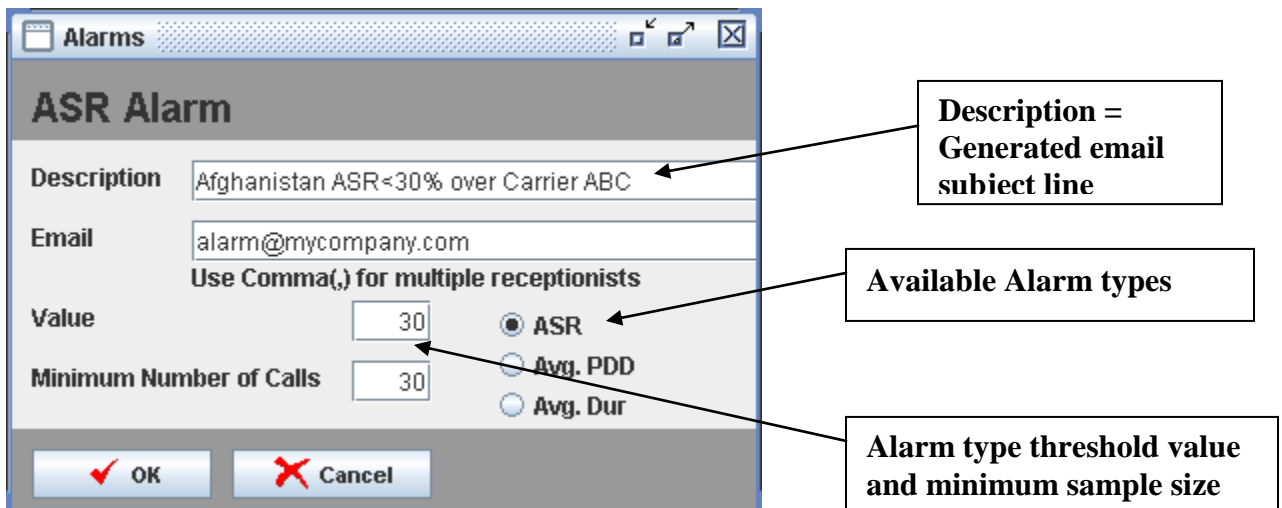 Alarms
ASR Alarm
Description Afghanistan ASR<30% over Carrier ABC
Email alarm@mycompany.com
Use Comma(,) for multiple receptionists
Value 30 ASR
Avg. PDD
Minimum Number of Calls 30
Avg. Dur
OK Cancel
Description =
Generated email
subject line
Available Alarm types
Alarm type threshold value
and minimum sample size